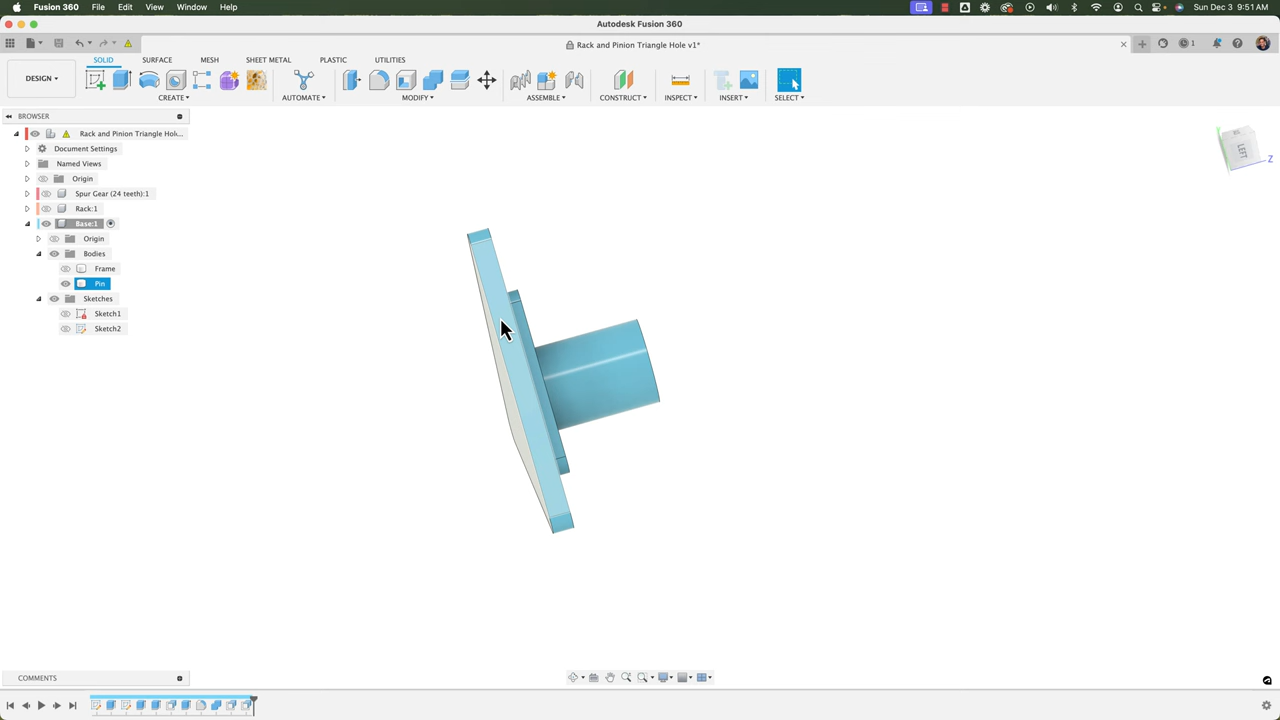 Fusion 360 File Edit View Window Help Sun Dec 3 9:51 AM
Autodesk Fusion 360
Rack and Pinion Triangle Hole v1*
1
SOLID SURFACE MESH SHEET METAL PLASTIC UTILITIES
DESIGN
CREATE AUTOMATE MODIFY ASSEMBLE CONSTRUCT INSPECT INSERT SELECT
BROWSER
Rack and Pinion Triangle Hol...
Document Settings
Named Views
Origin
Spur Gear (24 teeth):1
Rack:1
Base:1
Origin
Bodies
Frame
Pin
Sketches
Sketch1
Sketch2
LEFT
Z
COMMENTS